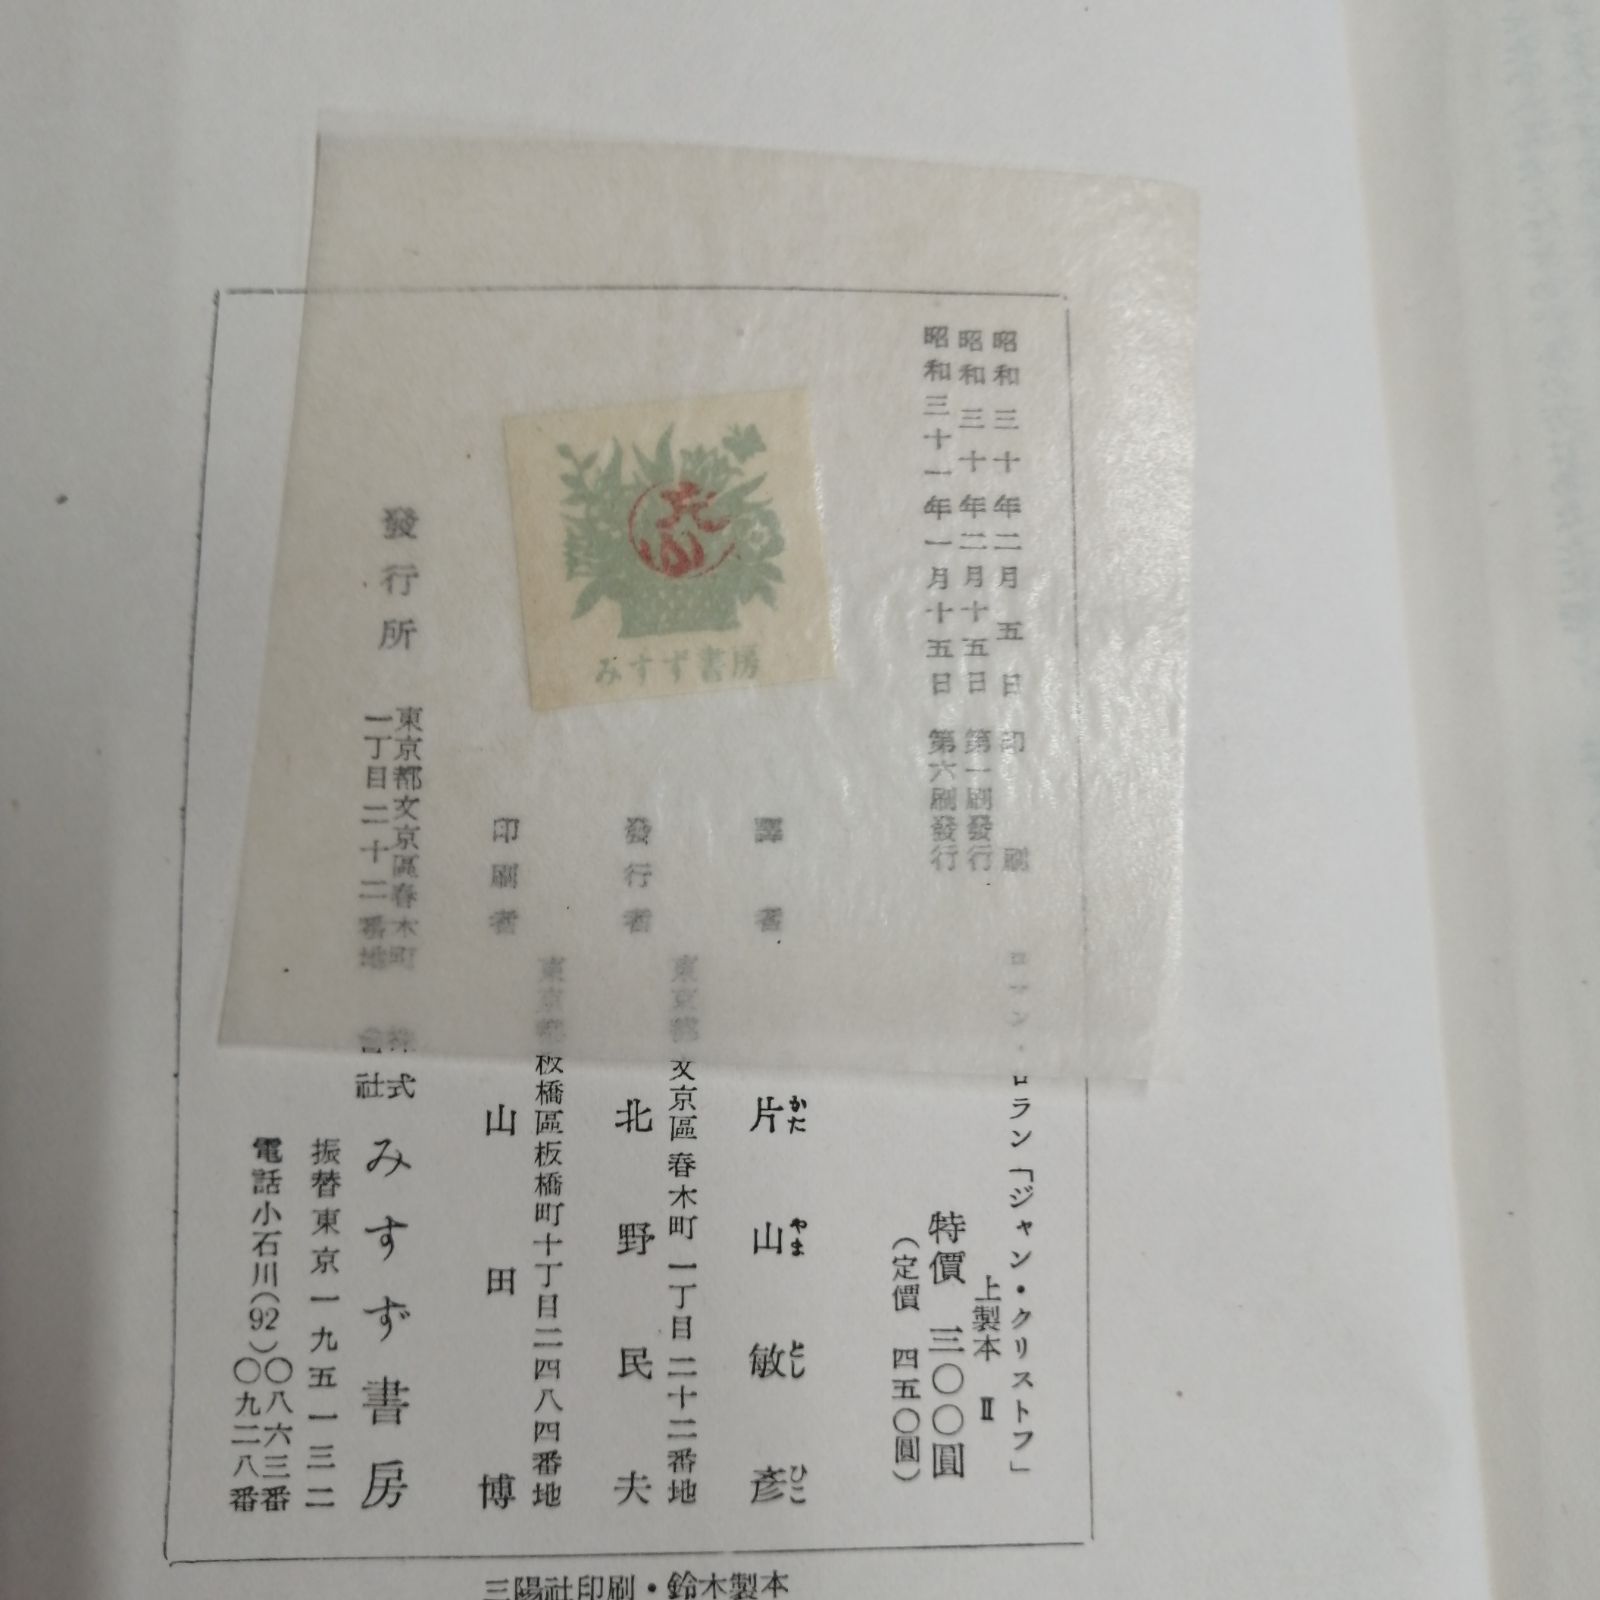 昭和三十年二月五日印刷
昭和三十年二月十五日第一刷發行
昭和三十一年一月十五日第六刷發行
ロマン・ロラン「ジャン・クリストフ」
上製本 Ⅱ
特價 三〇〇圓
(定價 四五〇圓)
みすず書房
譯者 片山敏彥
かた やま とし ひこ
東京都文京區春木町一丁目二十二番地
發行者 北野民夫
東京都板橋區板橋町十丁目二四八四番地
印刷者 山田博
發行所
東京都文京區春木町
一丁目二十二番地
株式
會社
みすず書房
振替東京一九五一三二
電話小石川(92)〇八六三番
〇九二八番
三陽社印刷・鈴木製本